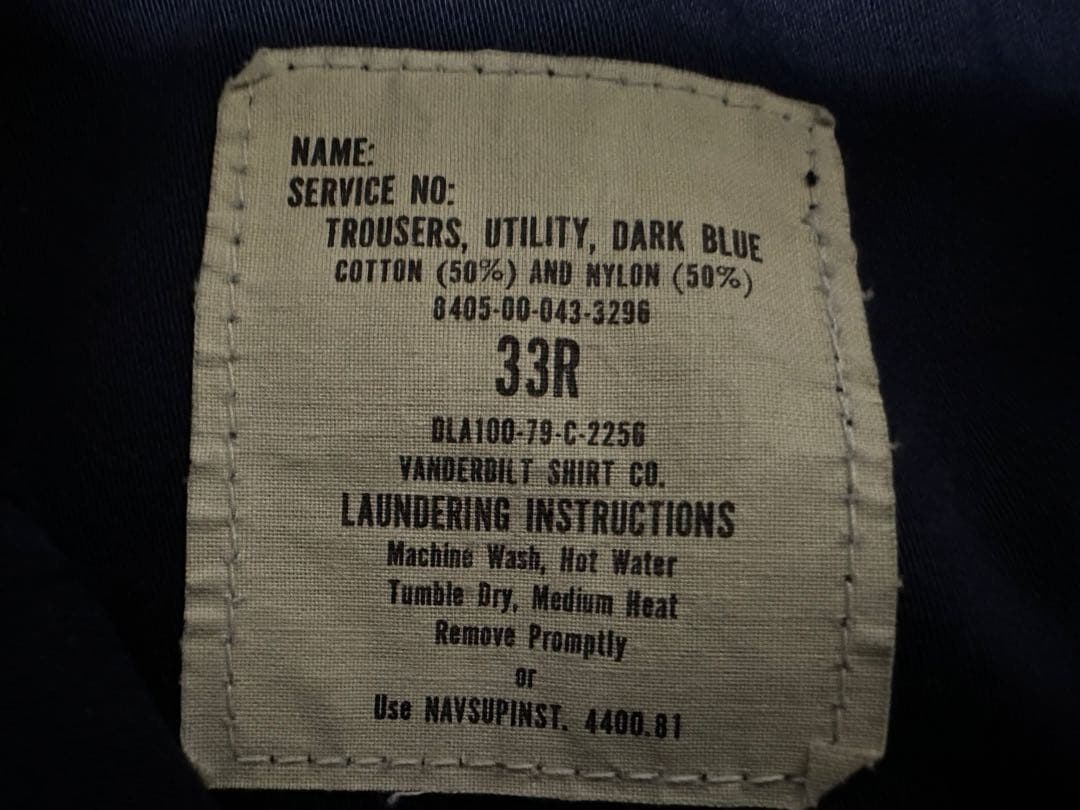 NAME:
SERVICE NO:
TROUSERS, UTILITY, DARK BLUE
COTTON (50%) AND NYLON (50%)
8405-00-043-3296
33R
DLA100-79-C-2256
VANDERBILT SHIRT CO.
LAUNDERING INSTRUCTIONS
Machine Wash, Hot Water
Tumble Dry, Medium Heat
Remove Promptly
or
Use NAVSUPINST. 4400.81